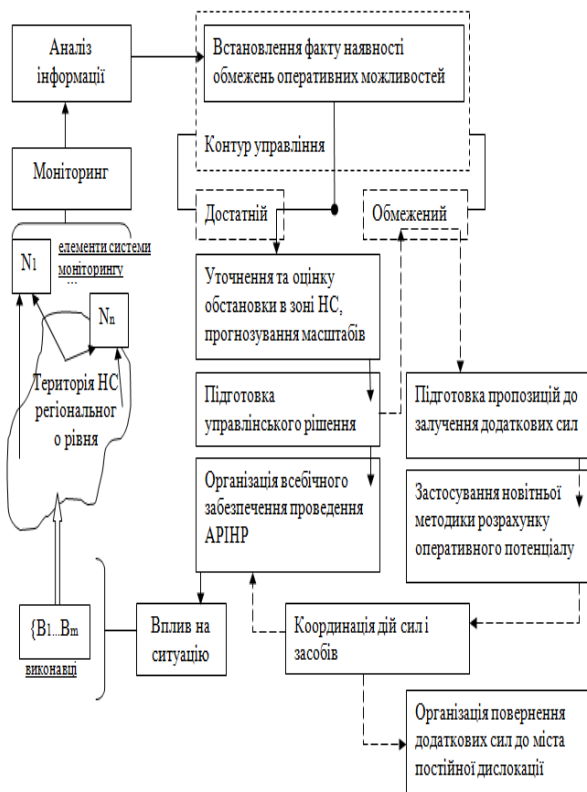 Аналіз
інформації
Встановлення факту наявності
обмежень оперативних можливостей
Контур управління
Моніторинг
Достатній
Обмежений
N1
елементи системи
моніторингу
...
Nn
Територія НС
регіональног
о рівня
Уточнення та оцінку
обстановки в зоні НС,
прогнозування масштабів
Підготовка
управлінського рішення
Підготовка пропозицій до
залучення додаткових сил
Організація всебічного
забезпечення проведення
АРІНР
Застосування новітньої
методики розрахунку
оперативного потенціалу
{B1...Bm
виконавці
Вплив на
ситуацію
Координація дій сил і
засобів
Організація повернення
додаткових сил до міста
постійної дислокації